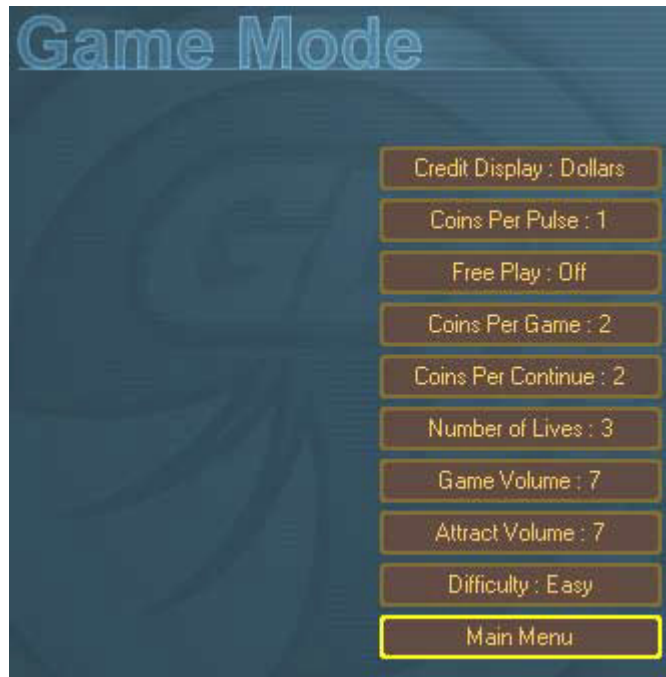 Game Mode
Credit Display : Dollars
Coins Per Pulse : 1
Free Play : Off
Coins Per Game : 2
Coins Per Continue : 2
Number of Lives : 3
Game Volume : 7
Attract Volume : 7
Difficulty : Easy
Main Menu